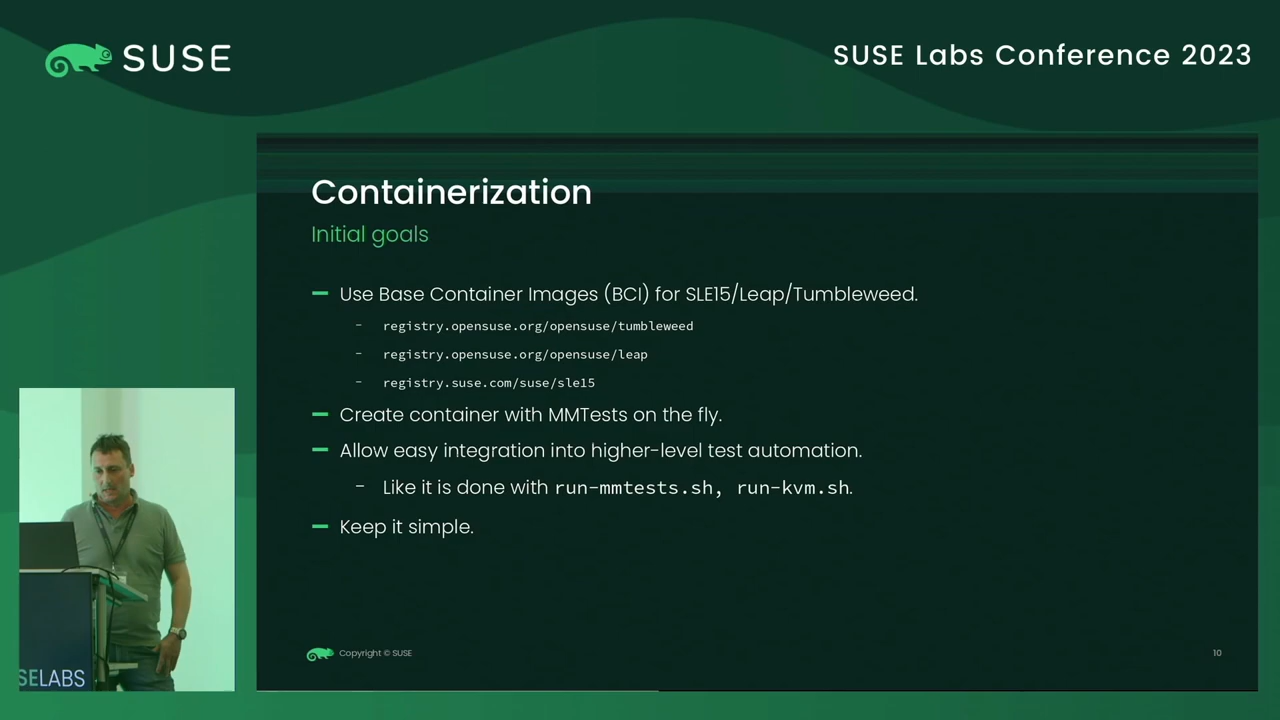 SUSE
SUSE Labs Conference 2023
Containerization
Initial goals
Use Base Container Images (BCI) for SLE15/Leap/Tumbleweed.
- registry.opensuse.org/opensuse/tumbleweed
- registry.opensuse.org/opensuse/leap
- registry.suse.com/suse/sle15
Create container with MMTests on the fly.
Allow easy integration into higher-level test automation.
- Like it is done with run-mmtests.sh, run-kvm.sh.
Keep it simple.
Copyright © SUSE
10
SELABS